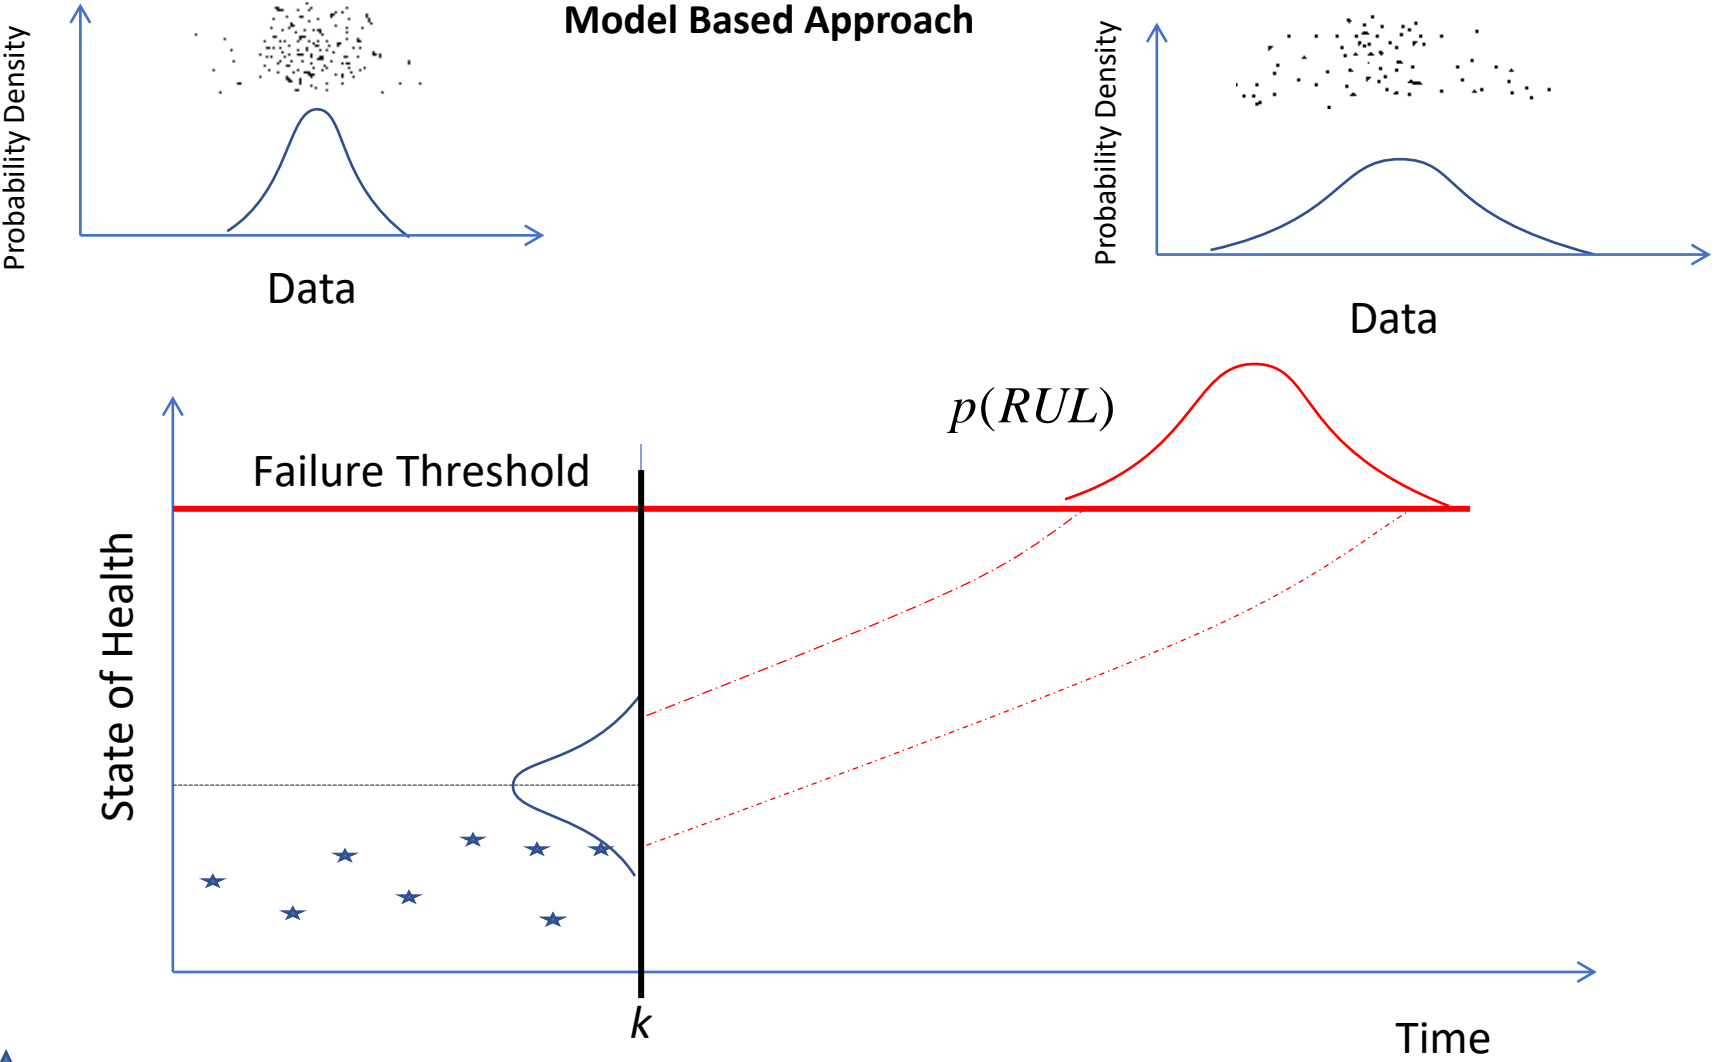 Model Based Approach
Probability Density
Data
Probability Density
Data
p(RUL)
Failure Threshold
State of Health
k
Time